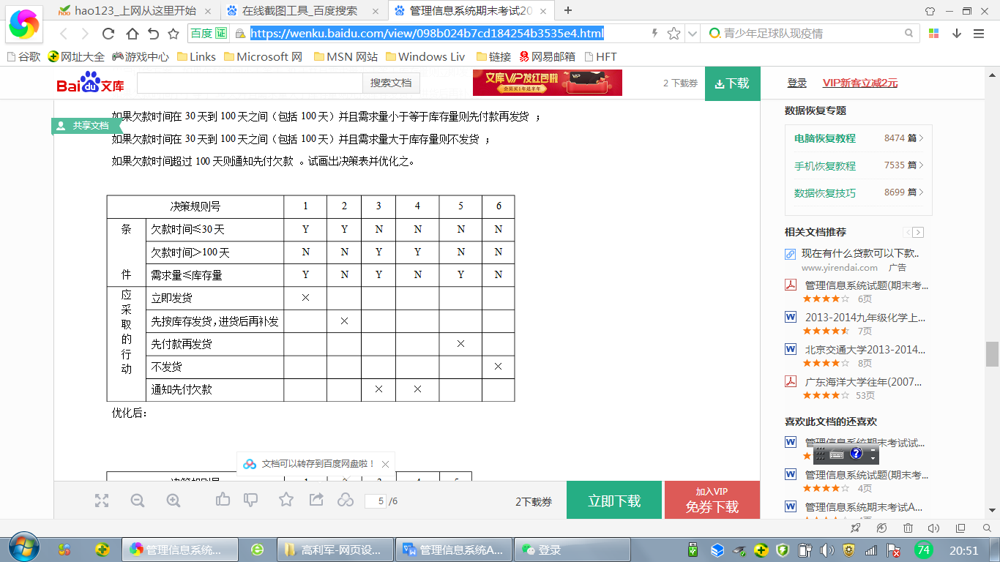 hao123_上网从这里开始
在线截图工具_百度搜索
管理信息系统期末考试20
百度 证
https://wenku.baidu.com/view/098b024b7cd184254b3535e4.html
青少年足球队现疫情
谷歌 网址大全 游戏中心 Links Microsoft 网 MSN 网站 Windows Liv 链接 网易邮箱 HFT
Bai du 文库
搜索文档
文库VIP发红包啦
会员买1年送半年
VIP
2 下载券
下载
登录
VIP新客立减2元
共享文档
如果欠款时间在 30 天到 100 天之间（包括 100 天）并且需求量小于等于库存量则先付款再发货 ；
如果欠款时间在 30 天到 100 天之间（包括 100 天）并且需求量大于库存量则不发货 ；
如果欠款时间超过 100 天则通知先付欠款 。试画出决策表并优化之。
决策规则号 1 2 3 4 5 6
条件
欠款时间≤30 天 Y Y N N N N
欠款时间＞100 天 N N Y Y N N
需求量≤库存量 Y N Y N Y N
应采取的行动
立即发货 ×
先按库存发货，进货后再补发 ×
先付款再发货 ×
不发货 ×
通知先付欠款 × ×
优化后：
文档可以转存到百度网盘啦！
决策规则号 1 2 3 4 5
5 /6
2下载券
立即下载
加入VIP
免券下载
数据恢复专题
电脑恢复教程 8474 篇
手机恢复教程 7535 篇
数据恢复技巧 8699 篇
相关文档推荐
现在有什么贷款可以下款..
www.yirendai.com 广告
管理信息系统试题(期末考...
6页
2013-2014九年级化学上...
7页
北京交通大学2013-2014...
8页
广东海洋大学往年(2007...
53页
喜欢此文档的还喜欢
管理信息系统期末考试试...
管理信息系统试题(期末考...
4页
管理信息系统期末考试A...
管理信息系统...
高利军-网页设...
管理信息系统A...
登录
74
20:51